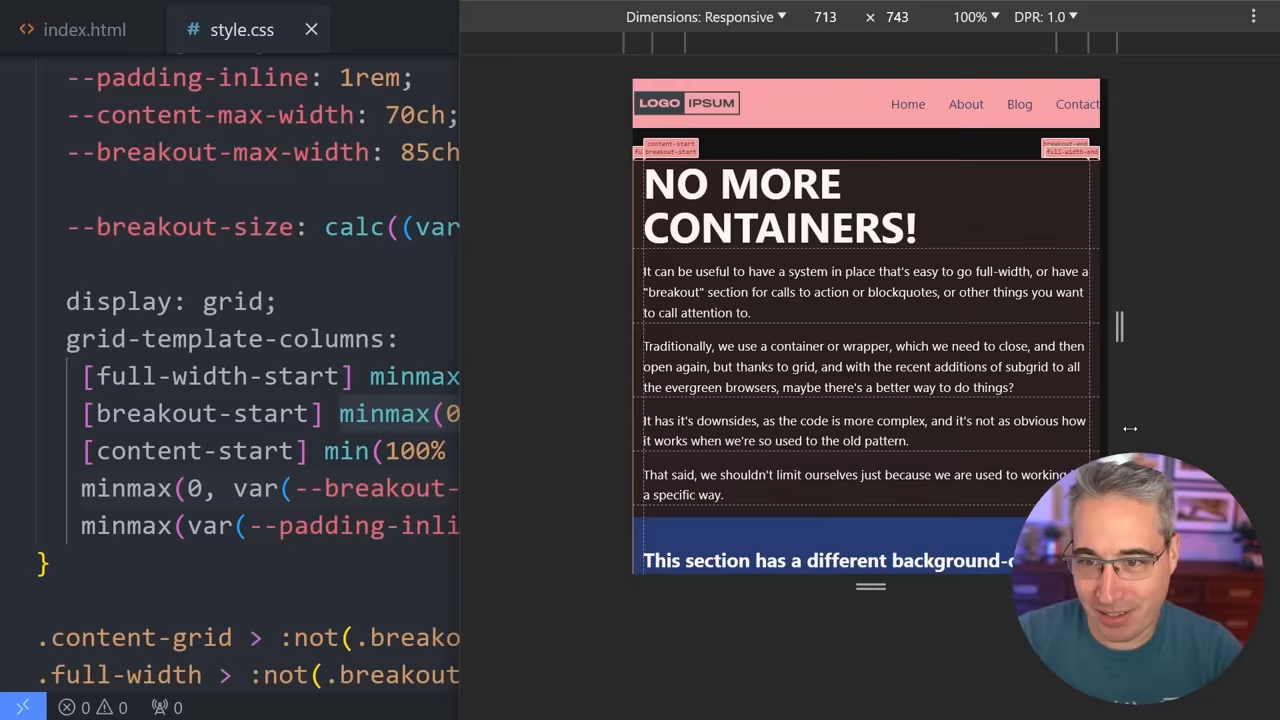 index.html
style.css
Dimensions: Responsive 713 × 743 100% DPR: 1.0
--padding-inline: 1rem;
--content-max-width: 70ch;
--breakout-max-width: 85ch
--breakout-size: calc((var
display: grid;
grid-template-columns:
[full-width-start] minmax
[breakout-start] minmax(0
[content-start] min(100%
minmax(0, var(--breakout-
minmax(var(--padding-inli
}
.content-grid > :not(.breako
.full-width > :not(.breakout
0 0 0
LOGO IPSUM
Home About Blog Contact
content-start
breakout-start
breakout-end
full-width-end
NO MORE
CONTAINERS!
It can be useful to have a system in place that's easy to go full-width, or have a
"breakout" section for calls to action or blockquotes, or other things you want
to call attention to.
Traditionally, we use a container or wrapper, which we need to close, and then
open again, but thanks to grid, and with the recent additions of subgrid to all
the evergreen browsers, maybe there's a better way to do things?
It has it's downsides, as the code is more complex, and it's not as obvious how
it works when we're so used to the old pattern.
That said, we shouldn't limit ourselves just because we are used to working
a specific way.
This section has a different background-